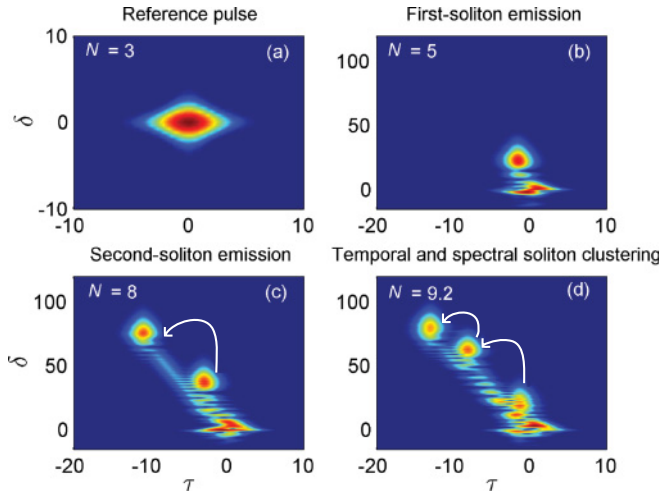 Reference pulse
First-soliton emission
10
0
-10
δ
N = 3
(a)
-10
0
10
100
50
0
N = 5
(b)
-20
-10
0
10
Second-soliton emission
Temporal and spectral soliton clustering
100
50
0
δ
N = 8
(c)
-20
-10
0
10
τ
100
50
0
N = 9.2
(d)
-20
-10
0
10
τ